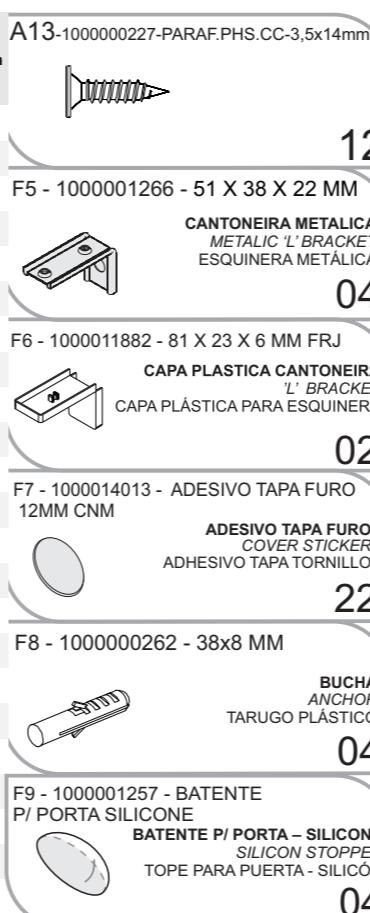 A13-1000000227-PARAF.PHS.CC-3,5x14mm
12
F5 - 1000001266 - 51 X 38 X 22 MM
CANTONEIRA METALICA
METALIC 'L' BRACKET
ESQUINERA METÁLICA
04
F6 - 1000011882 - 81 X 23 X 6 MM FRJ
CAPA PLASTICA CANTONEIRA
'L' BRACKE
CAPA PLÁSTICA PARA ESQUINER
02
F7 - 1000014013 - ADESIVO TAPA FURO
12MM CNM
ADESIVO TAPA FURO
COVER STICKER
ADHESIVO TAPA TORNILLO
22
F8 - 1000000262 - 38x8 MM
BUCHA
ANCHOR
TARUGO PLÁSTICO
04
F9 - 1000001257 - BATENTE
P/ PORTA SILICONE
BATENTE P/ PORTA – SILICON
SILICON STOPPE
TOPE PARA PUERTA - SILICÓ
04